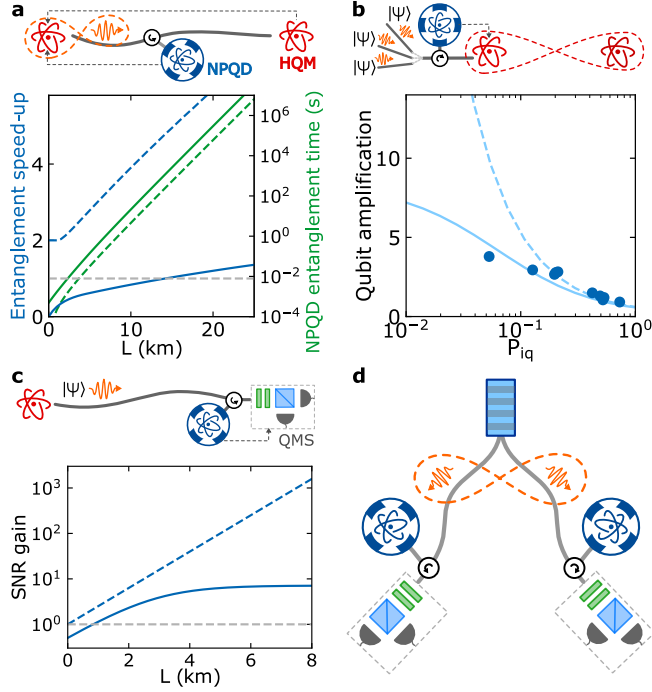 a
NPQD
HQM
Entanglement speed-up
4
2
0
0
10
20
L (km)
10⁶
10⁴
10²
10⁰
10⁻²
10⁻⁴
NPQD entanglement time (s)
b
|Ψ⟩
|Ψ⟩
|Ψ⟩
Qubit amplification
10
5
0
10⁻²
10⁻¹
10⁰
P_iq
c
|Ψ⟩
QMS
SNR gain
10³
10²
10¹
10⁰
0
2
4
6
8
L (km)
d